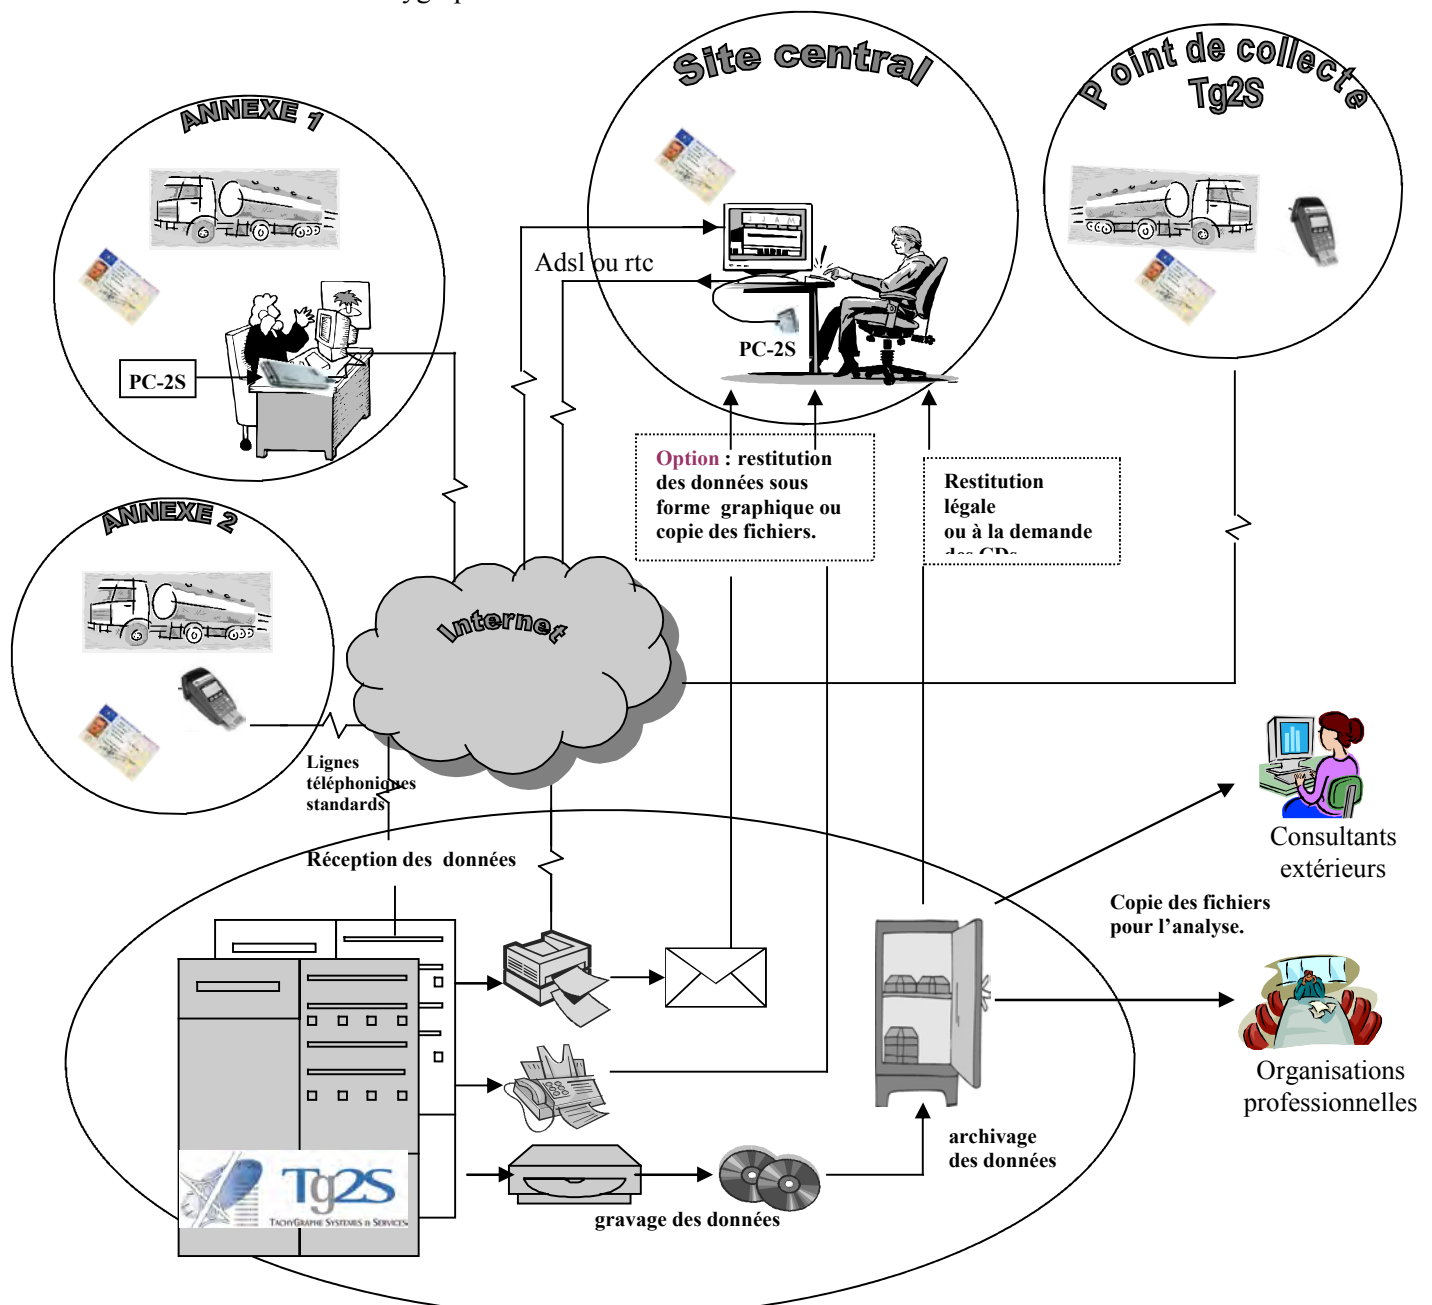 Site central
Point de collecte
Tg2S
ANNEXE 1
Adsl ou rtc
PC-2S
PC-2S
Option : restitution
des données sous
forme graphique ou
copie des fichiers.
Restitution
légale
ou à la demande
des CDs
ANNEXE 2
Internet
Lignes
téléphoniques
standards
Réception des données
Consultants
extérieurs
Copie des fichiers
pour l'analyse.
Organisations
professionnelles
archivage
des données
Tg2S
TACHYGRAPHE SYSTEMES & SERVICES
gravage des données